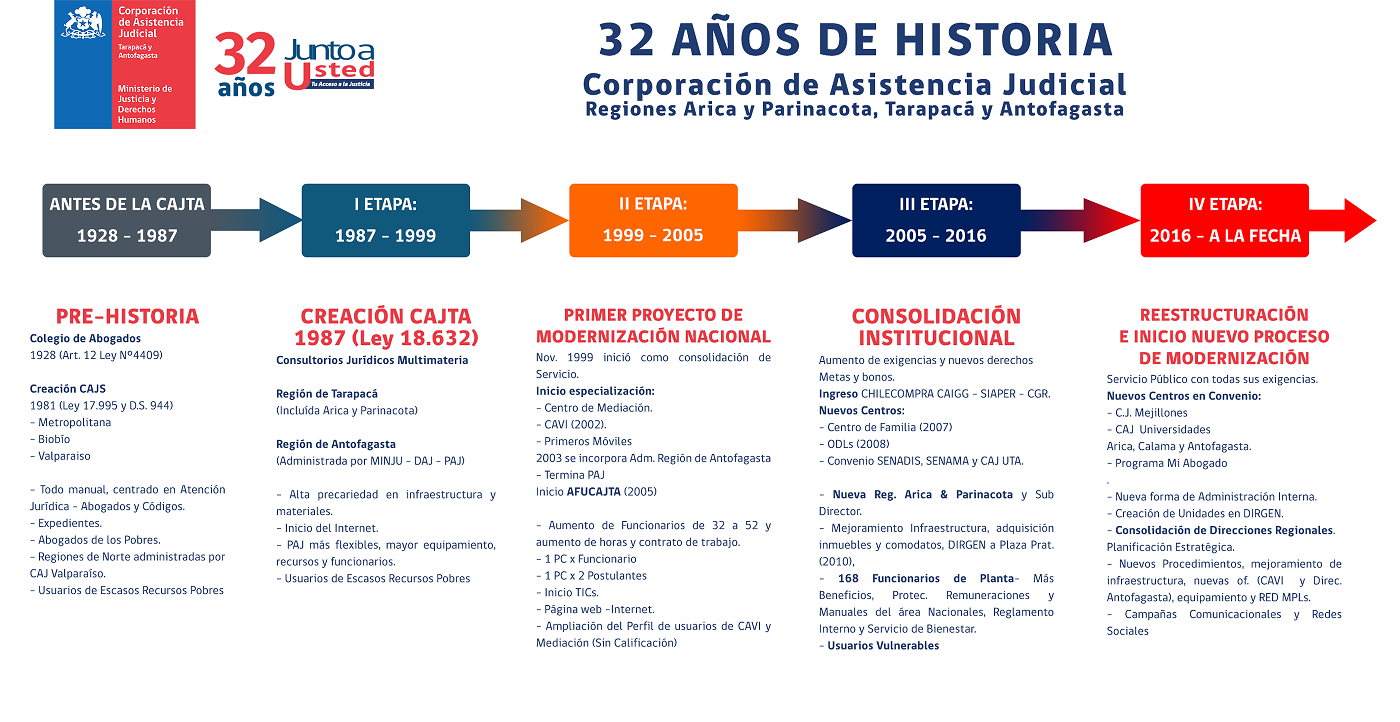 Corporación
de Asistencia
Judicial
Tarapacá y
Antofagasta
Ministerio de
Justicia y
Derechos
Humanos
32
años
Junto a
Usted
Tu Acceso a la Justicia
32 AÑOS DE HISTORIA
Corporación de Asistencia Judicial
Regiones Arica y Parinacota, Tarapacá y Antofagasta
ANTES DE LA CAJTA
1928 - 1987
I ETAPA:
1987 - 1999
II ETAPA:
1999 - 2005
III ETAPA:
2005 - 2016
IV ETAPA:
2016 - A LA FECHA
PRE-HISTORIA
Colegio de Abogados
1928 (Art. 12 Ley Nº4409)
Creación CAJS
1981 (Ley 17.995 y D.S. 944)
- Metropolitana
- Biobío
- Valparaiso
- Todo manual, centrado en Atención
Jurídica - Abogados y Códigos.
- Expedientes.
- Abogados de los Pobres.
- Regiones de Norte administradas por
CAJ Valparaíso.
- Usuarios de Escasos Recursos Pobres
CREACIÓN CAJTA
1987 (Ley 18.632)
Consultorios Jurídicos Multimateria
Región de Tarapacá
(Incluída Arica y Parinacota)
Región de Antofagasta
(Administrada por MINJU - DAJ - PAJ)
- Alta precariedad en infraestructura y
materiales.
- Inicio del Internet.
- PAJ más flexibles, mayor equipamiento,
recursos y funcionarios.
- Usuarios de Escasos Recursos Pobres
PRIMER PROYECTO DE
MODERNIZACIÓN NACIONAL
Nov. 1999 inició como consolidación de
Servicio.
Inicio especialización:
- Centro de Mediación.
- CAVI (2002).
- Primeros Móviles
2003 se incorpora Adm. Región de Antofagasta
- Termina PAJ
Inicio AFUCAJTA (2005)
- Aumento de Funcionarios de 32 a 52 y
aumento de horas y contrato de trabajo.
- 1 PC x Funcionario
- 1 PC x 2 Postulantes
- Inicio TICs.
- Página web -Internet.
- Ampliación del Perfil de usuarios de CAVI y
Mediación (Sin Calificación)
CONSOLIDACIÓN
INSTITUCIONAL
Aumento de exigencias y nuevos derechos
Metas y bonos.
Ingreso CHILECOMPRA CAIGG - SIAPER - CGR.
Nuevos Centros:
- Centro de Familia (2007)
- ODLs (2008)
- Convenio SENADIS, SENAMA y CAJ UTA.
- Nueva Reg. Arica & Parinacota y Sub
Director.
- Mejoramiento Infraestructura, adquisición
inmuebles y comodatos, DIRGEN a Plaza Prat.
(2010),
- 168 Funcionarios de Planta- Más
Beneficios, Protec. Remuneraciones y
Manuales del área Nacionales, Reglamento
Interno y Servicio de Bienestar.
- Usuarios Vulnerables
REESTRUCTURACIÓN
E INICIO NUEVO PROCESO
DE MODERNIZACIÓN
Servicio Público con todas sus exigencias.
Nuevos Centros en Convenio:
- C.J. Mejillones
- CAJ Universidades
Arica, Calama y Antofagasta.
- Programa Mi Abogado
.
- Nueva forma de Administración Interna.
- Creación de Unidades en DIRGEN.
- Consolidación de Direcciones Regionales.
Planificación Estratégica.
- Nuevos Procedimientos, mejoramiento de
infraestructura, nuevas of. (CAVI y Direc.
Antofagasta), equipamiento y RED MPLs.
- Campañas Comunicacionales y Redes
Sociales